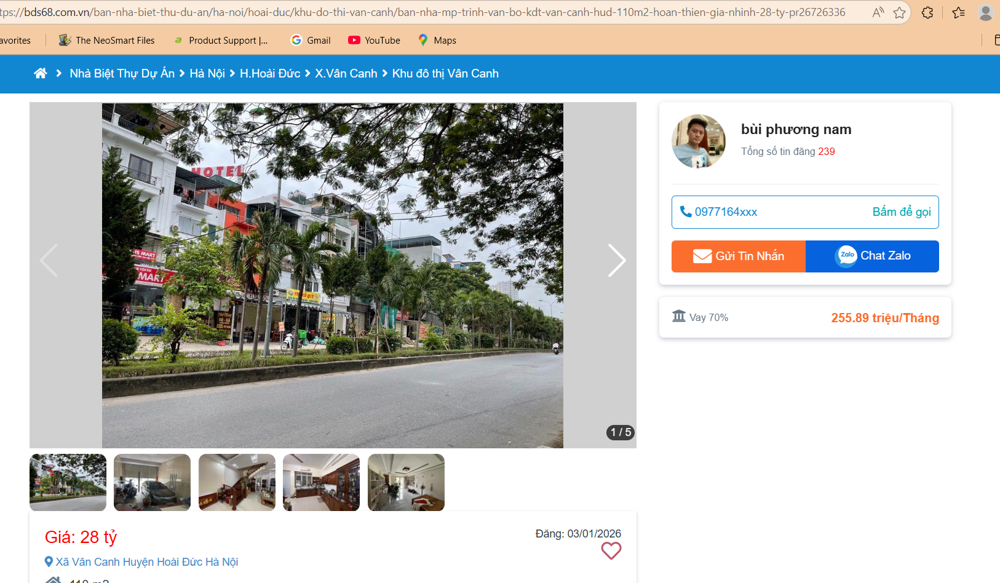 tps://bds68.com.vn/ban-nha-biet-thu-du-an/ha-noi/hoai-duc/khu-do-thi-van-canh/ban-nha-mp-trinh-van-bo-kdt-van-canh-hud-110m2-hoan-thien-gia-nhinh-28-ty-pr26726336
avorites The NeoSmart Files Product Support |... Gmail YouTube Maps
Nhà Biệt Thự Dự Án Hà Nội H.Hoài Đức X.Vân Canh Khu đô thị Vân Canh
HOTEL
US MART
MART
bùi phương nam
Tổng số tin đăng 239
0977164xxx Bấm để gọi
Gửi Tin Nhắn Zalo Chat Zalo
Vay 70% 255.89 triệu/Tháng
1 / 5
Giá: 28 tỷ Đăng: 03/01/2026
Xã Vân Canh Huyện Hoài Đức Hà Nội
110 m2